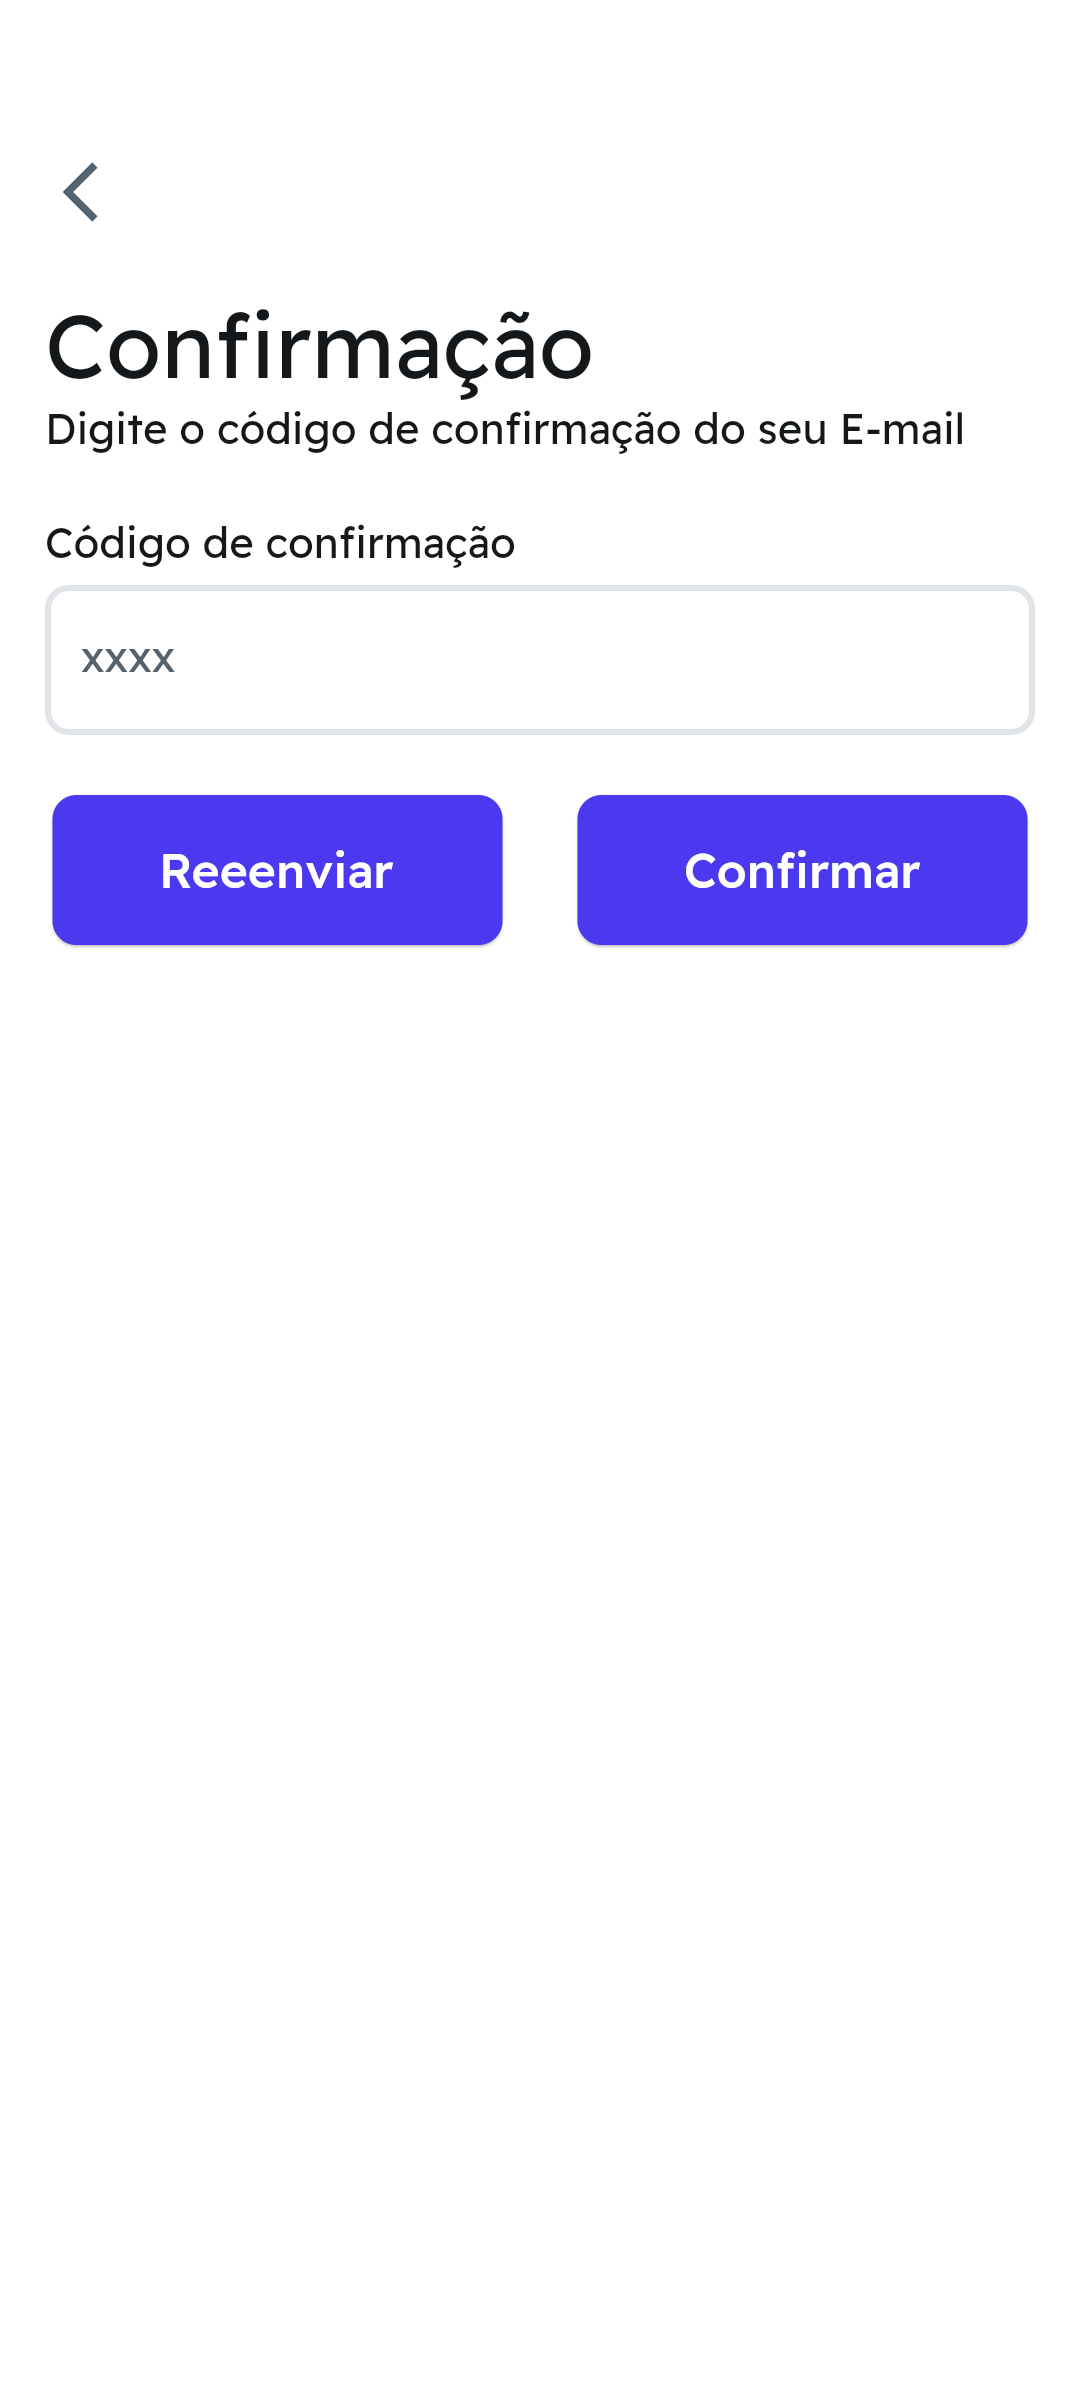 Confirmação
Digite o código de confirmação do seu E-mail
Código de confirmação
xxxx
Reeenviar
Confirmar